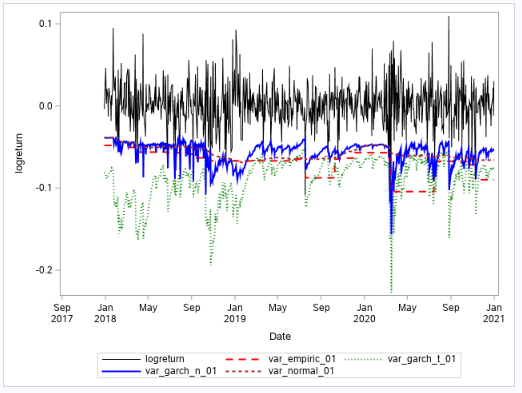 0.1
0.0
-0.1
-0.2
logreturn
Sep Jan May Sep Jan May Sep Jan May Sep Jan
2017 2018 2019 2020 2021
Date
logreturn var_empiric_01 var_garch_t_01
var_garch_n_01 var_normal_01